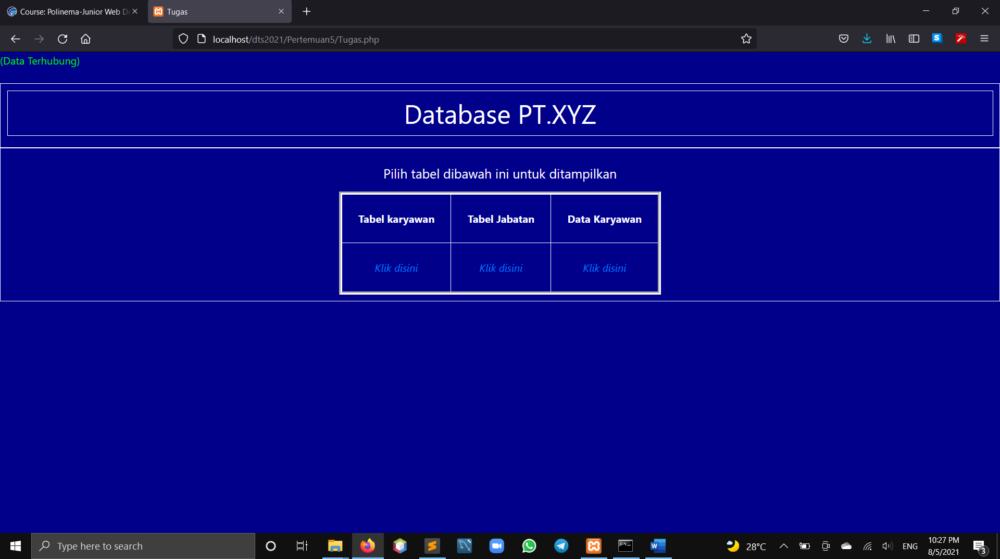 Course: Polinema-Junior Web De
Tugas
localhost/dts2021/Pertemuan5/Tugas.php
(Data Terhubung)
Database PT.XYZ
Pilih tabel dibawah ini untuk ditampilkan
Tabel karyawan Tabel Jabatan Data Karyawan
Klik disini Klik disini Klik disini
Type here to search
28°C
ENG
10:27 PM
8/5/2021
3